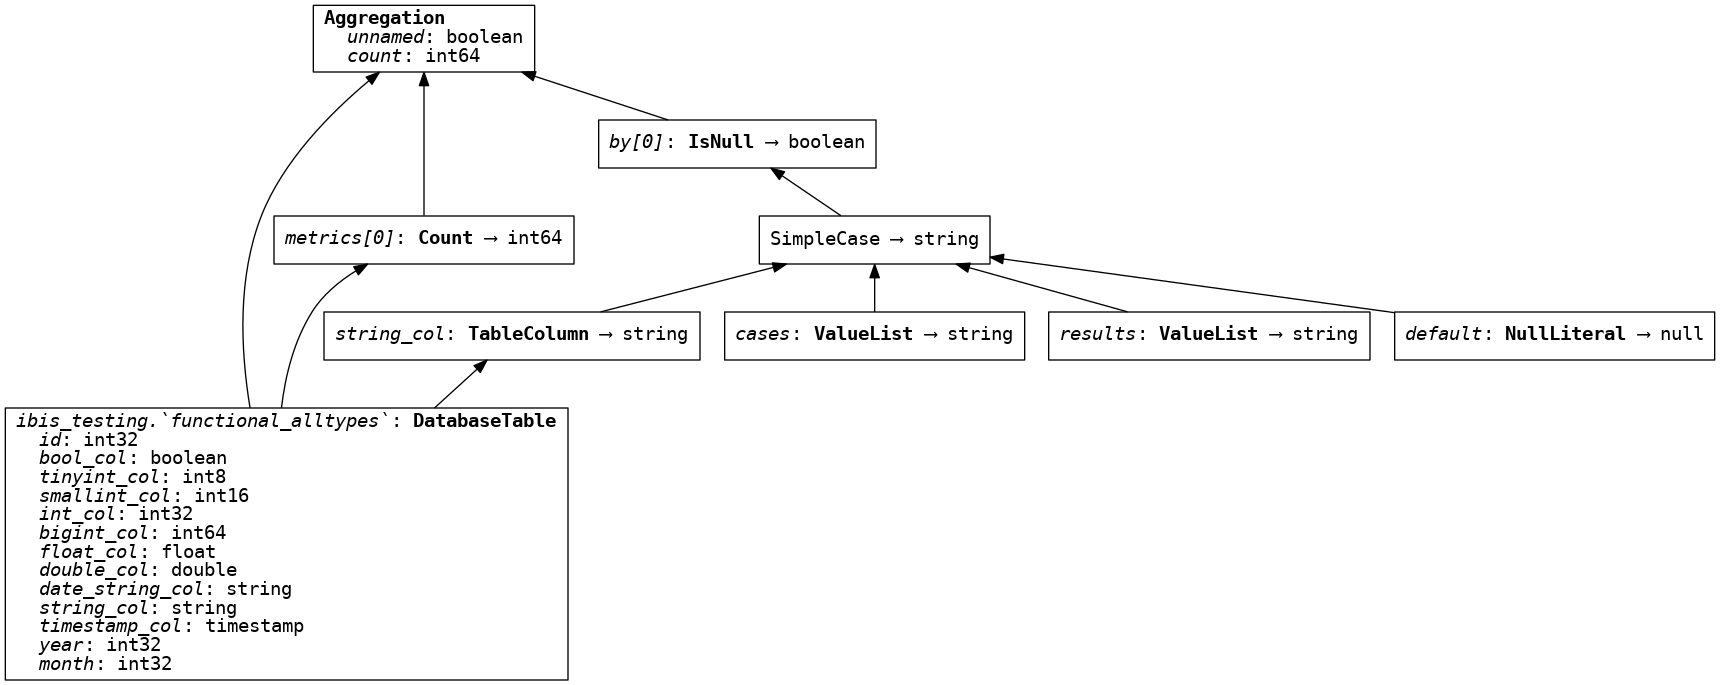 Aggregation
unnamed: boolean
count: int64
by[0]: IsNull → boolean
metrics[0]: Count → int64
SimpleCase → string
string_col: TableColumn → string
cases: ValueList → string
results: ValueList → string
default: NullLiteral → null
ibis_testing.`functional_alltypes`: DatabaseTable
id: int32
bool_col: boolean
tinyint_col: int8
smallint_col: int16
int_col: int32
bigint_col: int64
float_col: float
double_col: double
date_string_col: string
string_col: string
timestamp_col: timestamp
year: int32
month: int32